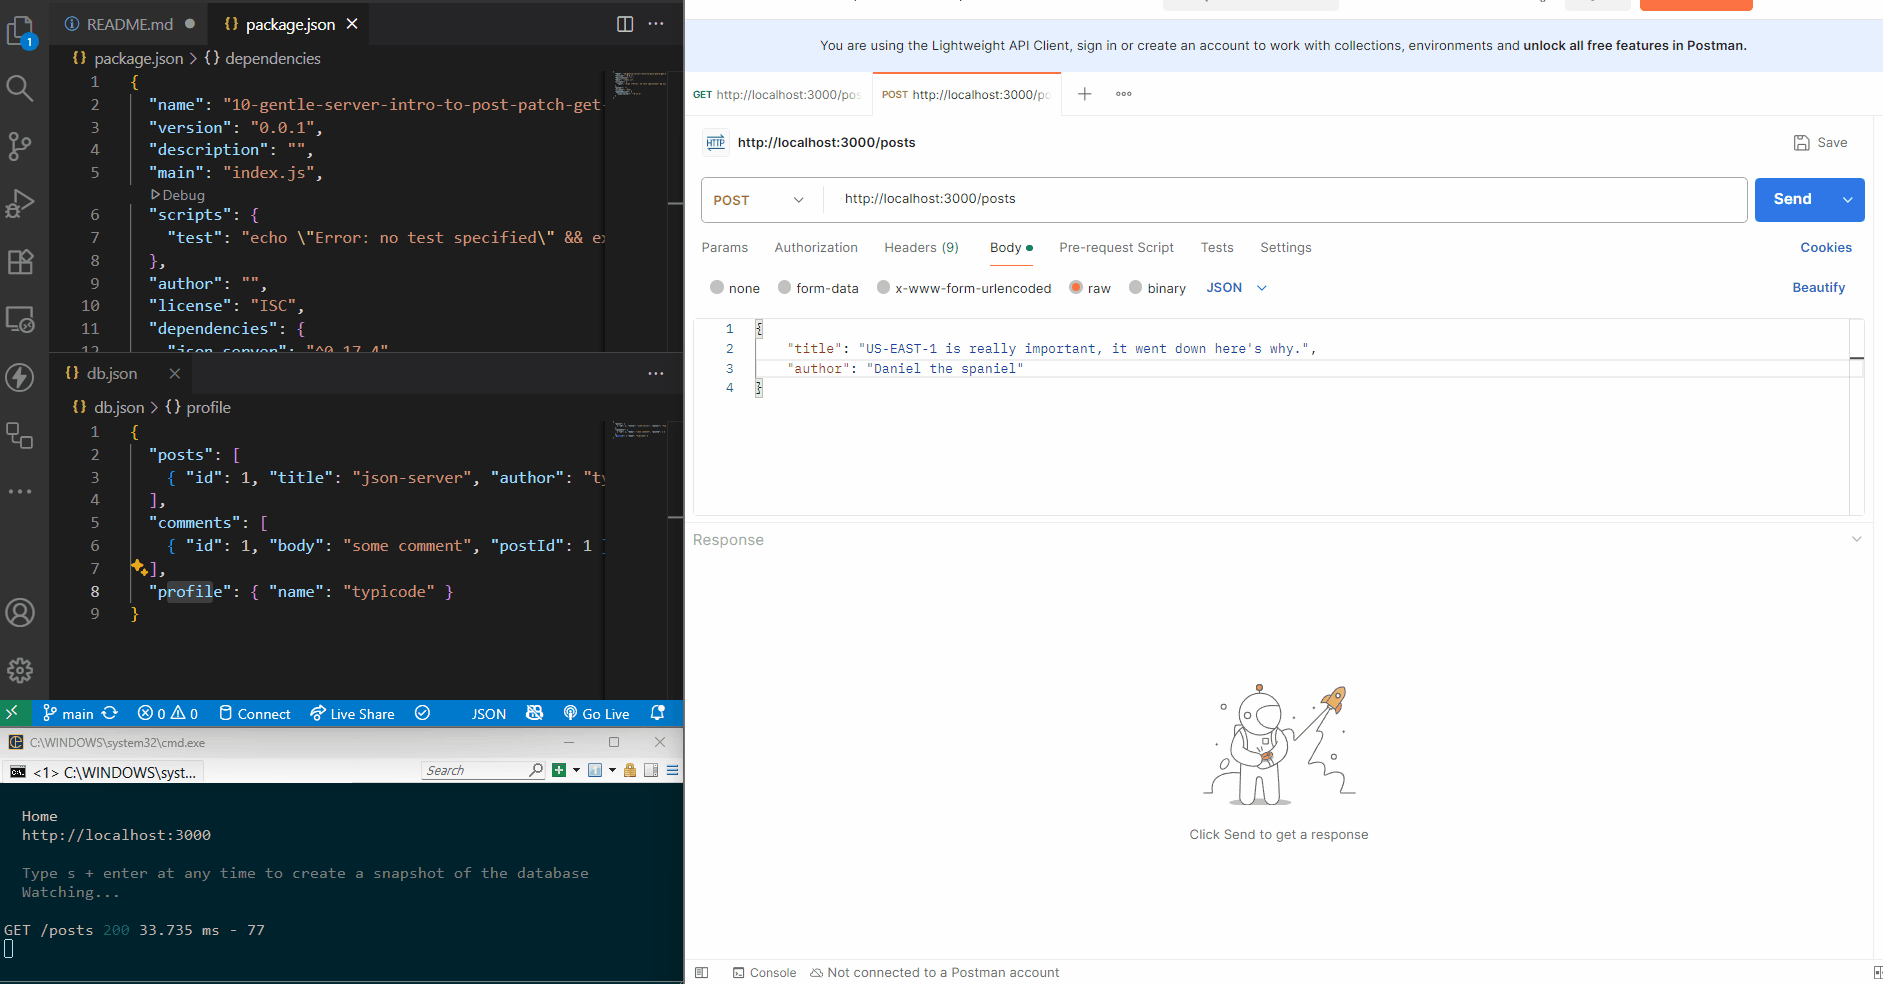 README.md
package.json
package.json > {} dependencies
1 {
2 "name": "10-gentle-server-intro-to-post-patch-get-
3 "version": "0.0.1",
4 "description": "",
5 "main": "index.js",
Debug
6 "scripts": {
7 "test": "echo \"Error: no test specified\" && ex
8 },
9 "author": "",
10 "license": "ISC",
11 "dependencies": {
12 "json-server": "^0.17.4"
db.json
db.json > {} profile
1 {
2 "posts": [
3 { "id": 1, "title": "json-server", "author": "ty
4 ],
5 "comments": [
6 { "id": 1, "body": "some comment", "postId": 1 }
7 ],
8 "profile": { "name": "typicode" }
9 }
1
main 0 0 Connect Live Share JSON Go Live
C:\WINDOWS\system32\cmd.exe
<1> C:\WINDOWS\syst... Search
Home
http://localhost:3000
Type s + enter at any time to create a snapshot of the database
Watching...
GET /posts 200 33.735 ms - 77
You are using the Lightweight API Client, sign in or create an account to work with collections, environments and unlock all free features in Postman.
GET http://localhost:3000/pos
POST http://localhost:3000/po
HTTP http://localhost:3000/posts Save
POST http://localhost:3000/posts Send
Params Authorization Headers (9) Body Pre-request Script Tests Settings Cookies
none form-data x-www-form-urlencoded raw binary JSON Beautify
1 {
2 "title": "US-EAST-1 is really important, it went down here's why.",
3 "author": "Daniel the spaniel"
4 }
Response
Click Send to get a response
Console Not connected to a Postman account